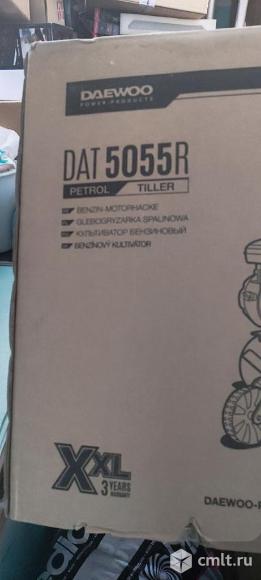 DAEWOO
POWER PRODUCTS
DAT 5055R
PETROL TILLER
BENZIN-MOTORHACKE
GLEBOGRYZARKA SPALINOWA
КУЛЬТИВАТОР БЕНЗИНОВЫЙ
BENZÍNOVÝ KULTIVÁTOR
XXL
3 YEARS
WARRANTY
DAEWOO-P
cmlt.ru